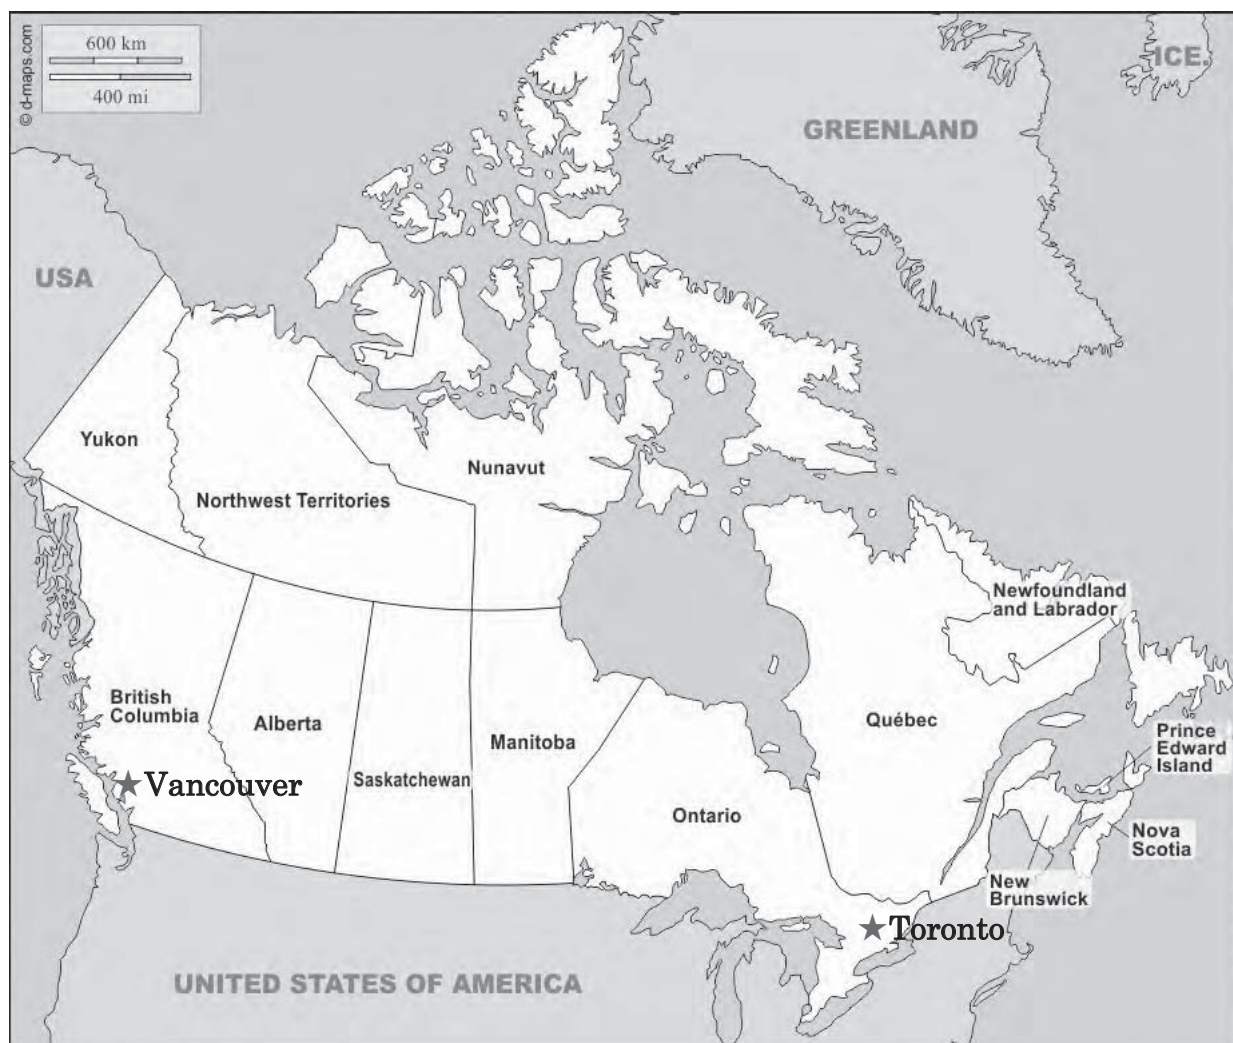 600 km
400 mi
© d-maps.com
ICE.
GREENLAND
USA
Yukon
Nunavut
Northwest Territories
Newfoundland
and Labrador
British
Columbia
Alberta
Québec
Manitoba
Prince
Edward
Island
Saskatchewan
Vancouver
Ontario
Nova
Scotia
New
Brunswick
Toronto
UNITED STATES OF AMERICA